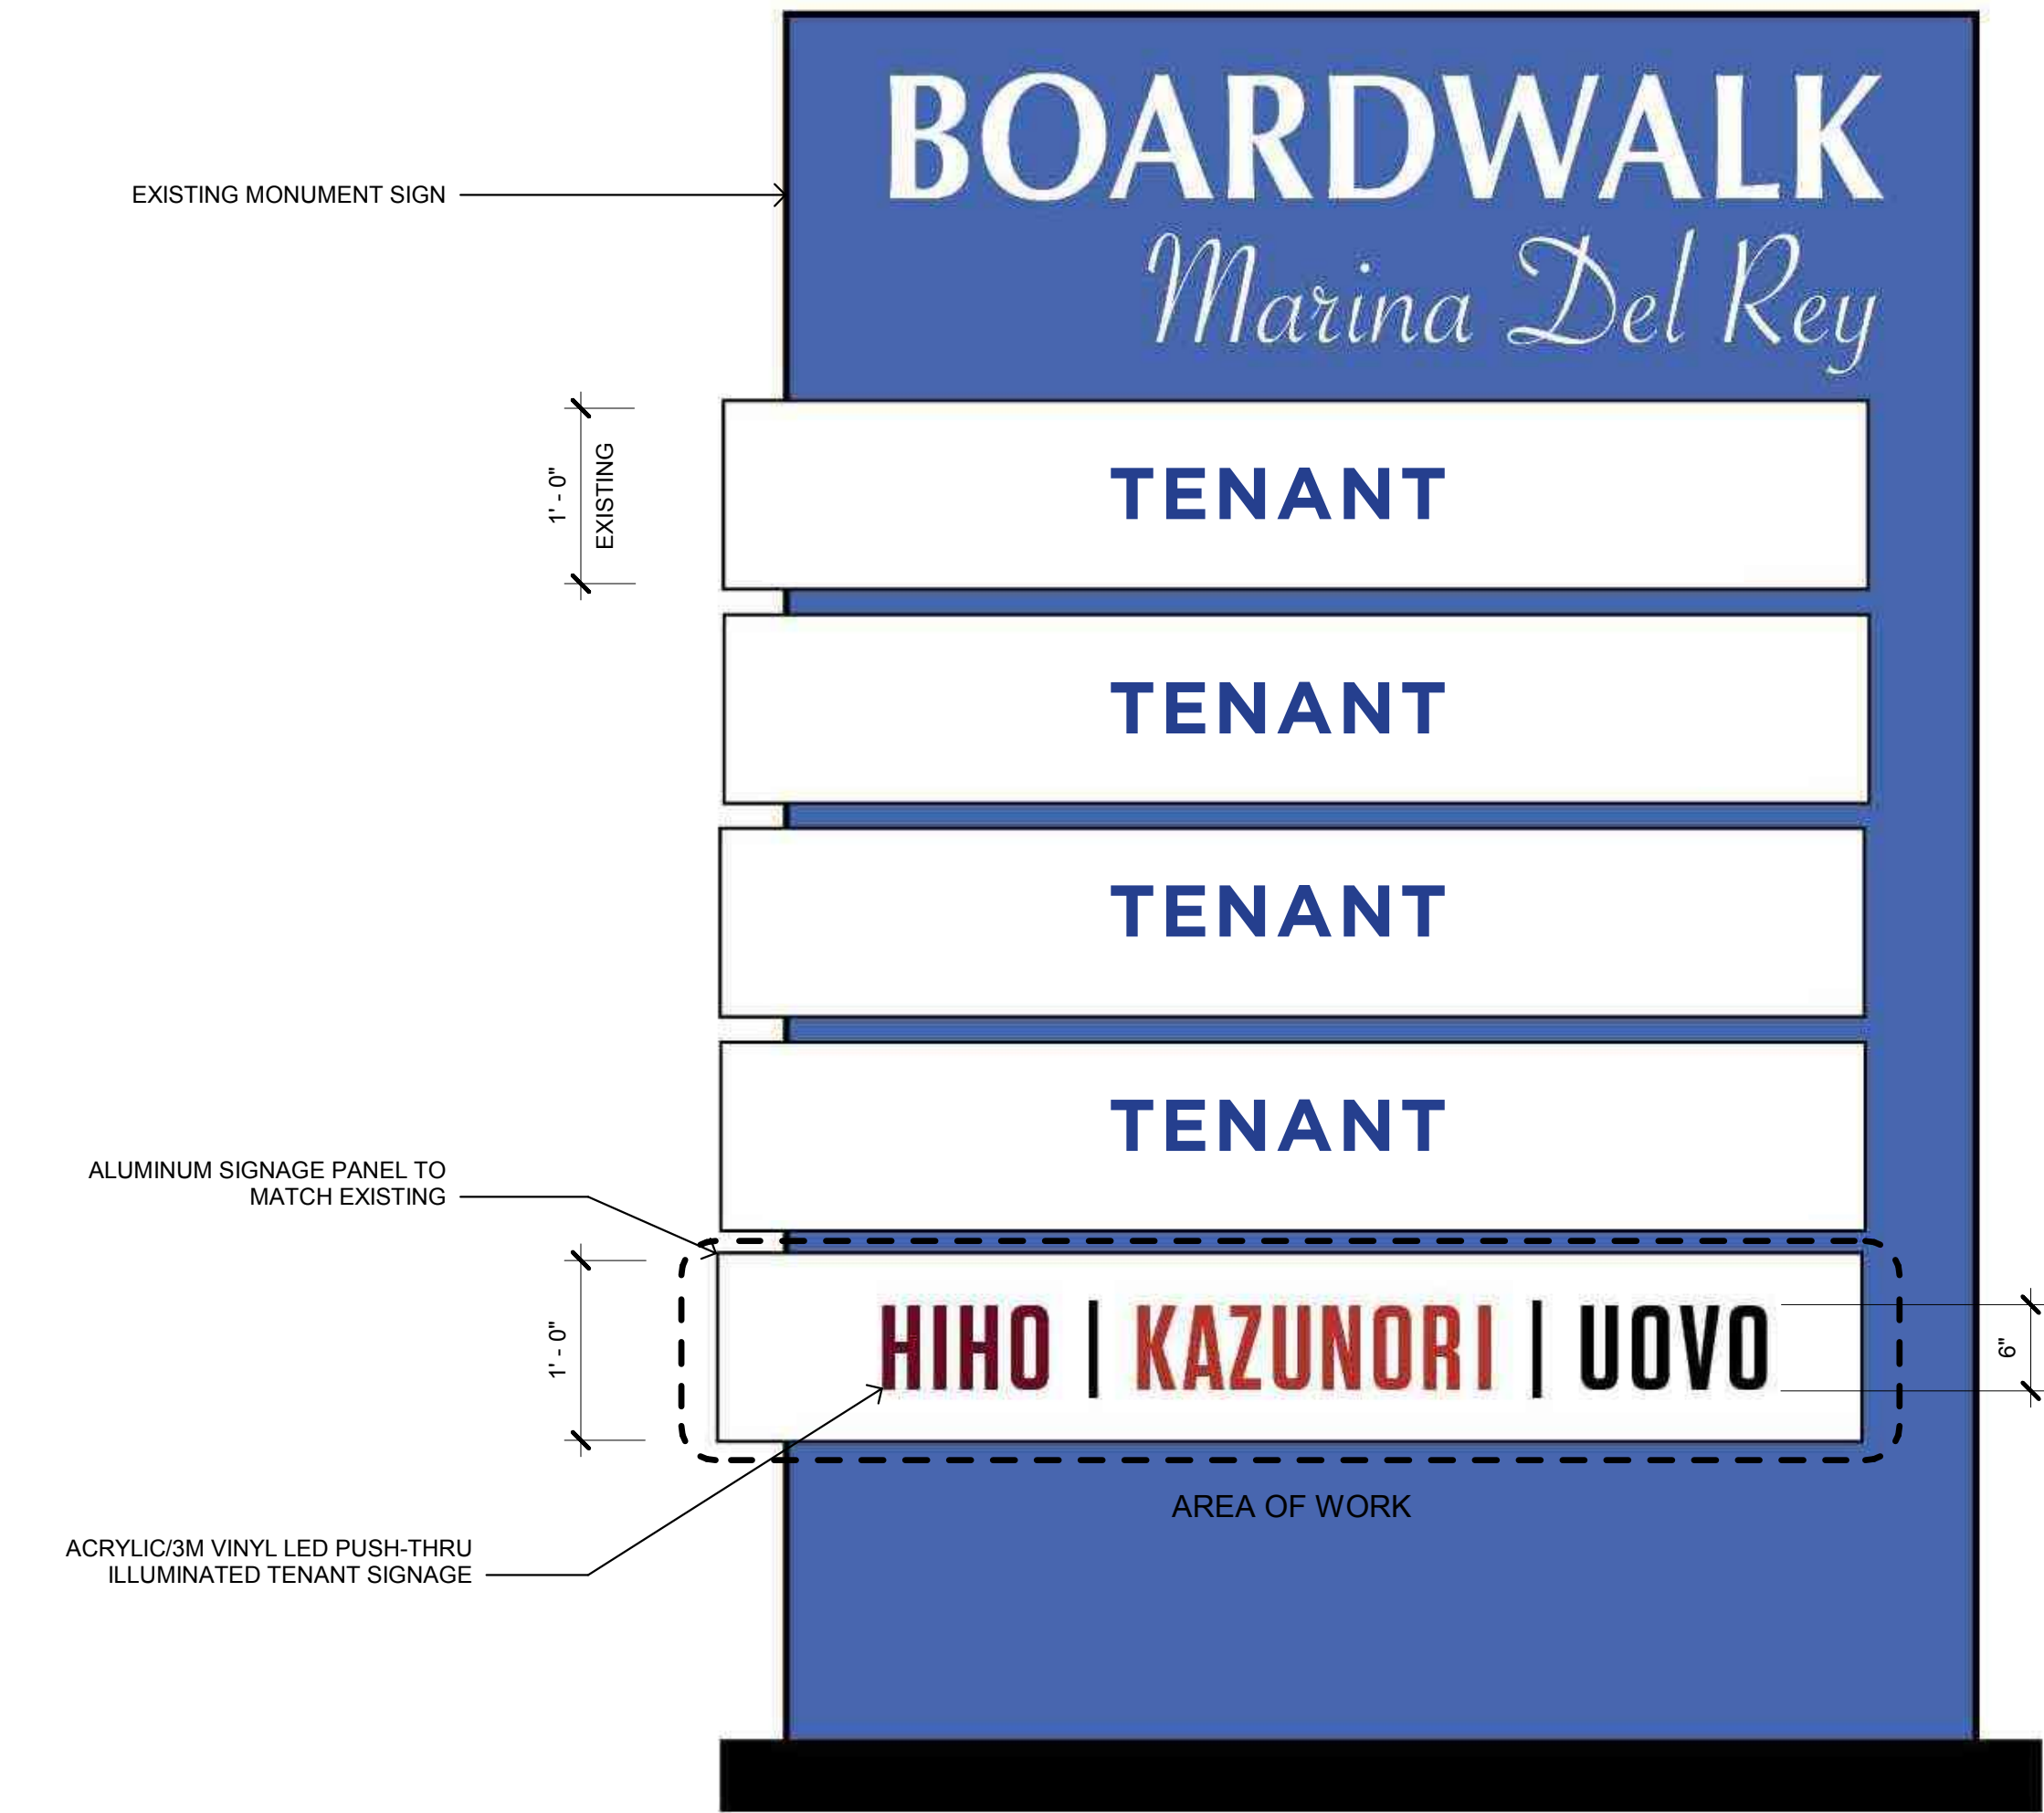 BOARDWALK
Marina Del Rey
EXISTING MONUMENT SIGN
1' - 0"
EXISTING
TENANT
TENANT
TENANT
TENANT
ALUMINUM SIGNAGE PANEL TO
MATCH EXISTING
1' - 0"
HIHO | KAZUNORI | UOVO
6"
AREA OF WORK
ACRYLIC/3M VINYL LED PUSH-THRU
ILLUMINATED TENANT SIGNAGE